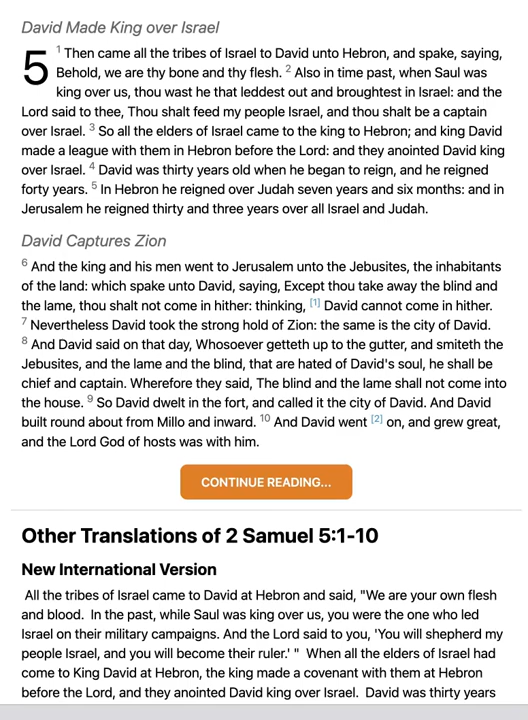 David Made King over Israel
5 1 Then came all the tribes of Israel to David unto Hebron, and spake, saying,
Behold, we are thy bone and thy flesh. 2 Also in time past, when Saul was
king over us, thou wast he that leddest out and broughtest in Israel: and the
Lord said to thee, Thou shalt feed my people Israel, and thou shalt be a captain
over Israel. 3 So all the elders of Israel came to the king to Hebron; and king David
made a league with them in Hebron before the Lord: and they anointed David king
over Israel. 4 David was thirty years old when he began to reign, and he reigned
forty years. 5 In Hebron he reigned over Judah seven years and six months: and in
Jerusalem he reigned thirty and three years over all Israel and Judah.
David Captures Zion
6 And the king and his men went to Jerusalem unto the Jebusites, the inhabitants
of the land: which spake unto David, saying, Except thou take away the blind and
the lame, thou shalt not come in hither: thinking, [1] David cannot come in hither.
7 Nevertheless David took the strong hold of Zion: the same is the city of David.
8 And David said on that day, Whosoever getteth up to the gutter, and smiteth the
Jebusites, and the lame and the blind, that are hated of David's soul, he shall be
chief and captain. Wherefore they said, The blind and the lame shall not come into
the house. 9 So David dwelt in the fort, and called it the city of David. And David
built round about from Millo and inward. 10 And David went [2] on, and grew great,
and the Lord God of hosts was with him.
CONTINUE READING...
Other Translations of 2 Samuel 5:1-10
New International Version
All the tribes of Israel came to David at Hebron and said, "We are your own flesh
and blood. In the past, while Saul was king over us, you were the one who led
Israel on their military campaigns. And the Lord said to you, 'You will shepherd my
people Israel, and you will become their ruler.' " When all the elders of Israel had
come to King David at Hebron, the king made a covenant with them at Hebron
before the Lord, and they anointed David king over Israel. David was thirty years